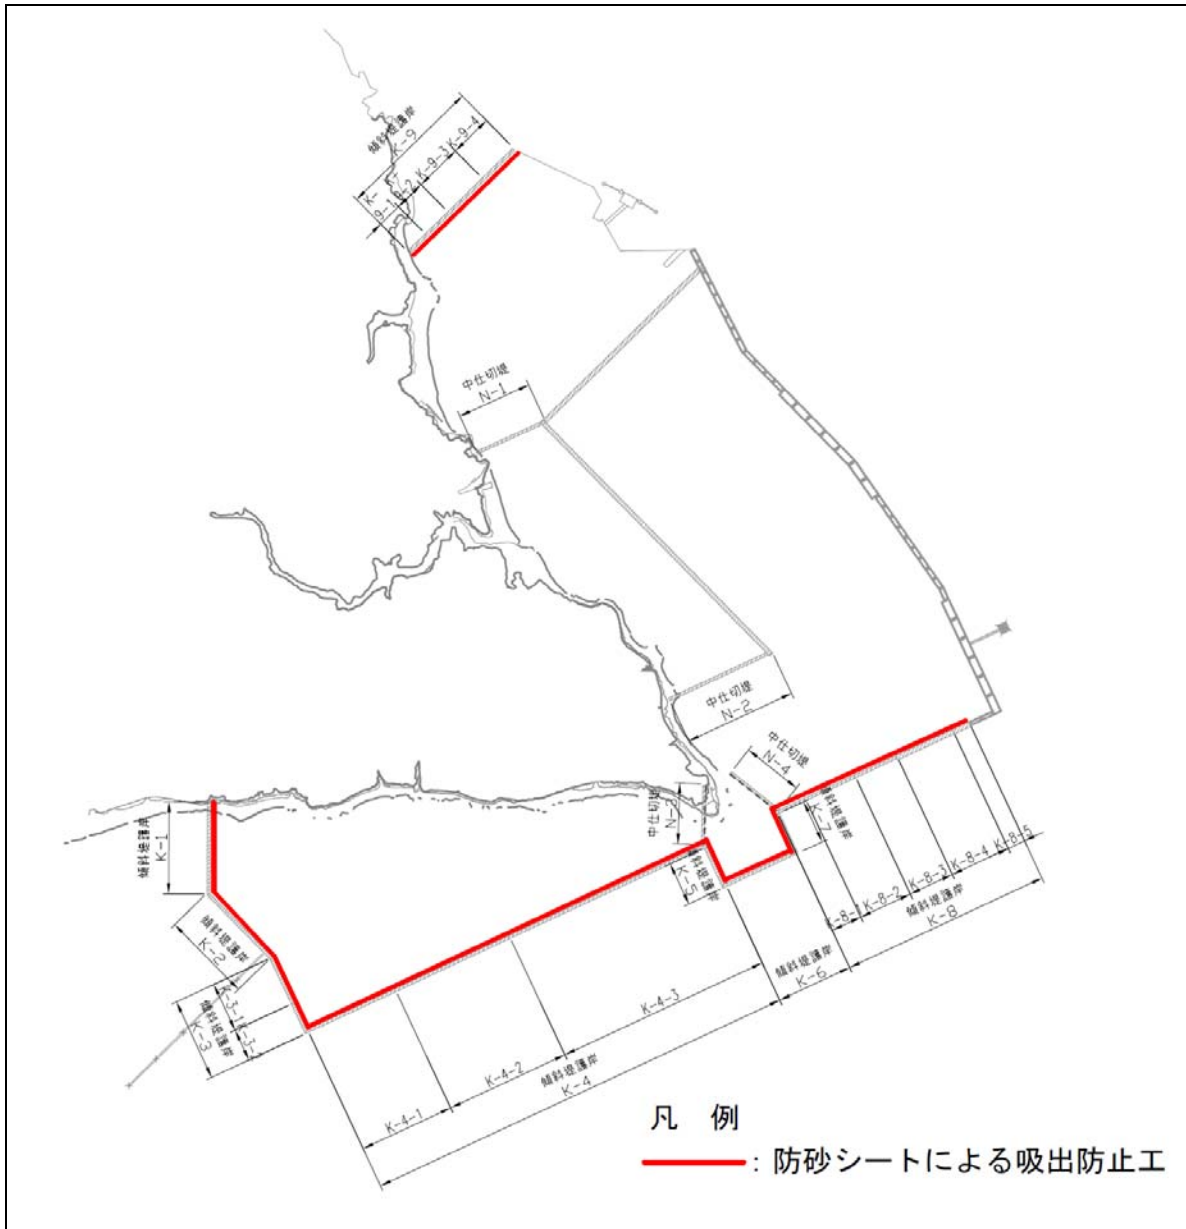 傾斜堤護岸
K-9
K-9-4
K-9-3
K-
9-1
中仕切堤
N-1
中仕切堤
N-2
中仕切堤
N-4
中仕切堤
N-3
傾斜堤護岸
K-1
傾斜堤護岸
K-2
傾斜堤護岸
K-3
K-3-1
傾斜堤護岸
K-5
傾斜堤護岸
K-7
K-8-1
K-8-2
K-8-3
K-8-4
K-8-5
傾斜堤護岸
K-8
傾斜堤護岸
K-6
K-4-3
K-4-2
K-4-1
傾斜堤護岸
K-4
凡 例
: 防砂シートによる吸出防止工